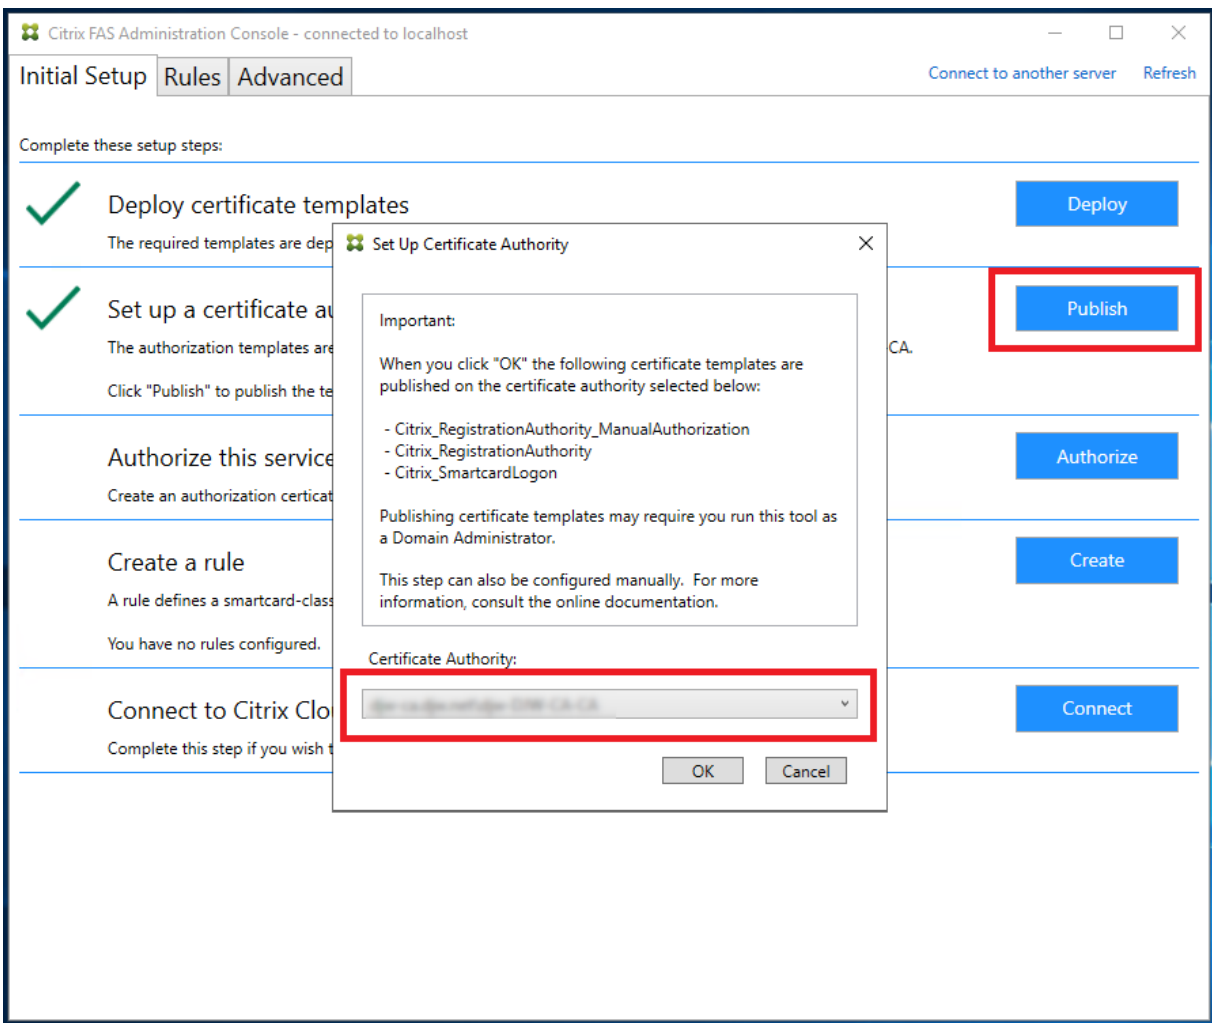 Citrix FAS Administration Console - connected to localhost
Initial Setup Rules Advanced
Connect to another server Refresh
Complete these setup steps:
Deploy certificate templates
Deploy
The required templates are dep
Set up a certificate au
Publish
The authorization templates are
CA.
Click "Publish" to publish the te
Authorize this service
Authorize
Create an authorization certicat
Create a rule
Create
A rule defines a smartcard-class
You have no rules configured.
Connect to Citrix Clou
Connect
Complete this step if you wish t
Set Up Certificate Authority
Important:
When you click "OK" the following certificate templates are
published on the certificate authority selected below:
- Citrix_RegistrationAuthority_ManualAuthorization
- Citrix_RegistrationAuthority
- Citrix_SmartcardLogon
Publishing certificate templates may require you run this tool as
a Domain Administrator.
This step can also be configured manually. For more
information, consult the online documentation.
Certificate Authority:
OK Cancel